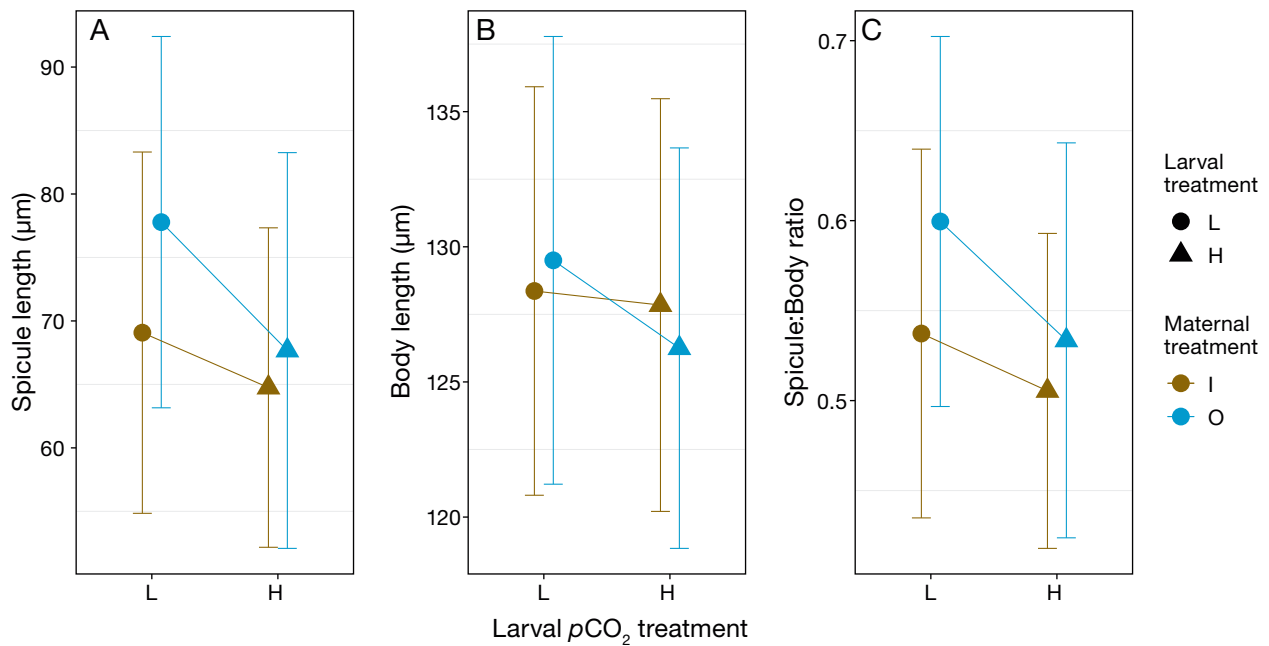 A
Spicule length (µm)
90
80
70
60
L
H
B
Body length (µm)
135
130
125
120
L
H
C
Spicule:Body ratio
0.7
0.6
0.5
L
H
Larval pCO₂ treatment
Larval
treatment
L
H
Maternal
treatment
I
O